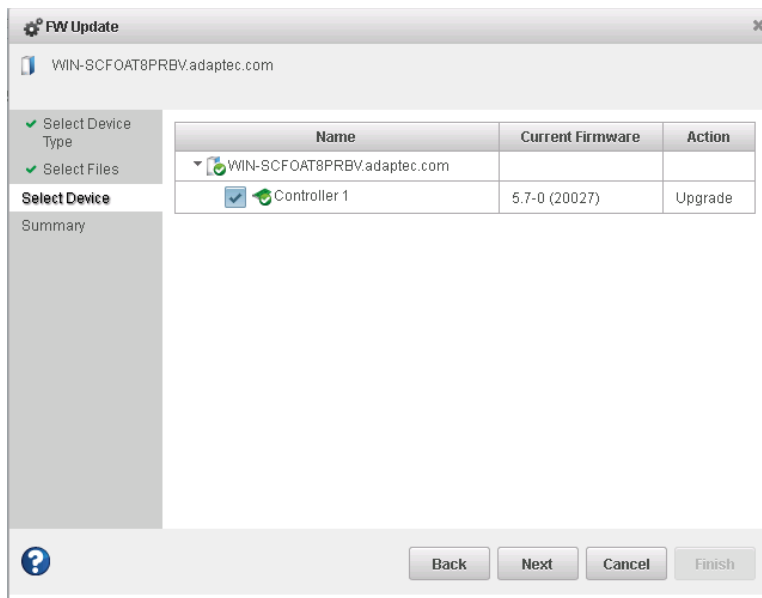 FW Update
WIN-SCFOAT8PRBV.adaptec.com
Select Device
Type
Select Files
Select Device
Summary
Name Current Firmware Action
WIN-SCFOAT8PRBV.adaptec.com
Controller 1 5.7-0 (20027) Upgrade
Back Next Cancel Finish